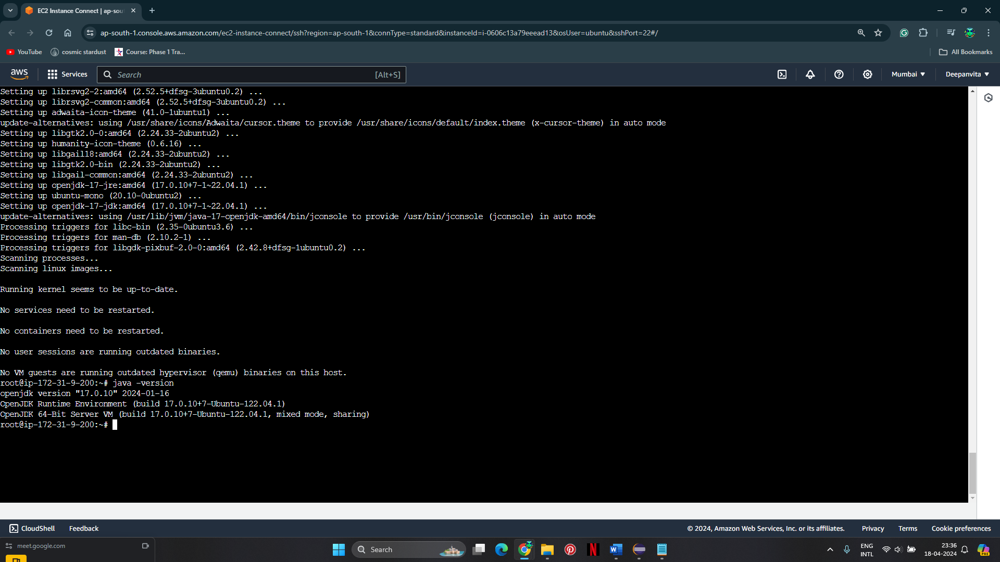 EC2 Instance Connect | ap-sou
ap-south-1.console.aws.amazon.com/ec2-instance-connect/ssh?region=ap-south-1&connType=standard&instanceId=i-0606c13a79eeead13&osUser=ubuntu&sshPort=22#/
YouTube cosmic stardust Course: Phase 1 Tra... All Bookmarks
aws Services Search [Alt+S] Mumbai Deepanvita
Setting up librsvg2-2:amd64 (2.52.5+dfsg-3ubuntu0.2) ...
Setting up librsvg2-common:amd64 (2.52.5+dfsg-3ubuntu0.2) ...
Setting up adwaita-icon-theme (41.0-1ubuntu1) ...
update-alternatives: using /usr/share/icons/Adwaita/cursor.theme to provide /usr/share/icons/default/index.theme (x-cursor-theme) in auto mode
Setting up libgtk2.0-0:amd64 (2.24.33-2ubuntu2) ...
Setting up humanity-icon-theme (0.6.16) ...
Setting up libgail18:amd64 (2.24.33-2ubuntu2) ...
Setting up libgtk2.0-bin (2.24.33-2ubuntu2) ...
Setting up libgail-common:amd64 (2.24.33-2ubuntu2) ...
Setting up openjdk-17-jre:amd64 (17.0.10+7-1~22.04.1) ...
Setting up ubuntu-mono (20.10-0ubuntu2) ...
Setting up openjdk-17-jdk:amd64 (17.0.10+7-1~22.04.1) ...
update-alternatives: using /usr/lib/jvm/java-17-openjdk-amd64/bin/jconsole to provide /usr/bin/jconsole (jconsole) in auto mode
Processing triggers for libc-bin (2.35-0ubuntu3.6) ...
Processing triggers for man-db (2.10.2-1) ...
Processing triggers for libgdk-pixbuf-2.0-0:amd64 (2.42.8+dfsg-1ubuntu0.2) ...
Scanning processes...
Scanning linux images...
Running kernel seems to be up-to-date.
No services need to be restarted.
No containers need to be restarted.
No user sessions are running outdated binaries.
No VM guests are running outdated hypervisor (qemu) binaries on this host.
root@ip-172-31-9-200:~# java -version
openjdk version "17.0.10" 2024-01-16
OpenJDK Runtime Environment (build 17.0.10+7-Ubuntu-122.04.1)
OpenJDK 64-Bit Server VM (build 17.0.10+7-Ubuntu-122.04.1, mixed mode, sharing)
root@ip-172-31-9-200:~#
CloudShell Feedback © 2024, Amazon Web Services, Inc. or its affiliates. Privacy Terms Cookie preferences
meet.google.com
Search
ENG
INTL
23:36
18-04-2024
PRE